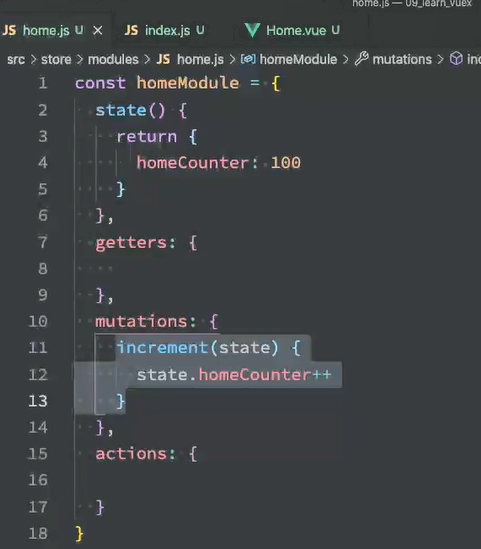 home.js — 09_learn_vuex
JS home.js U × JS index.js U Home.vue U
src > store > modules > JS home.js > homeModule > mutations >
1 const homeModule = {
2 state() {
3 return {
4 homeCounter: 100
5 }
6 },
7 getters: {
8
9 },
10 mutations: {
11 increment(state) {
12 state.homeCounter++
13 }
14 },
15 actions: {
16
17 }
18 }